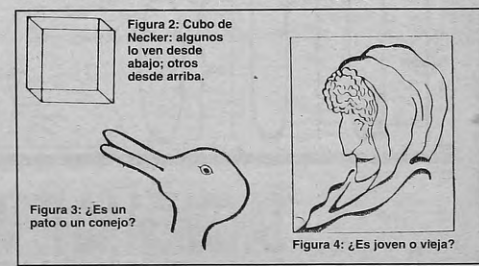 Figura 2: Cubo de
Necker: algunos
lo ven desde
abajo; otros
desde arriba.
Figura 3: ¿Es un
pato o un conejo?
Figura 4: ¿Es joven o vieja?